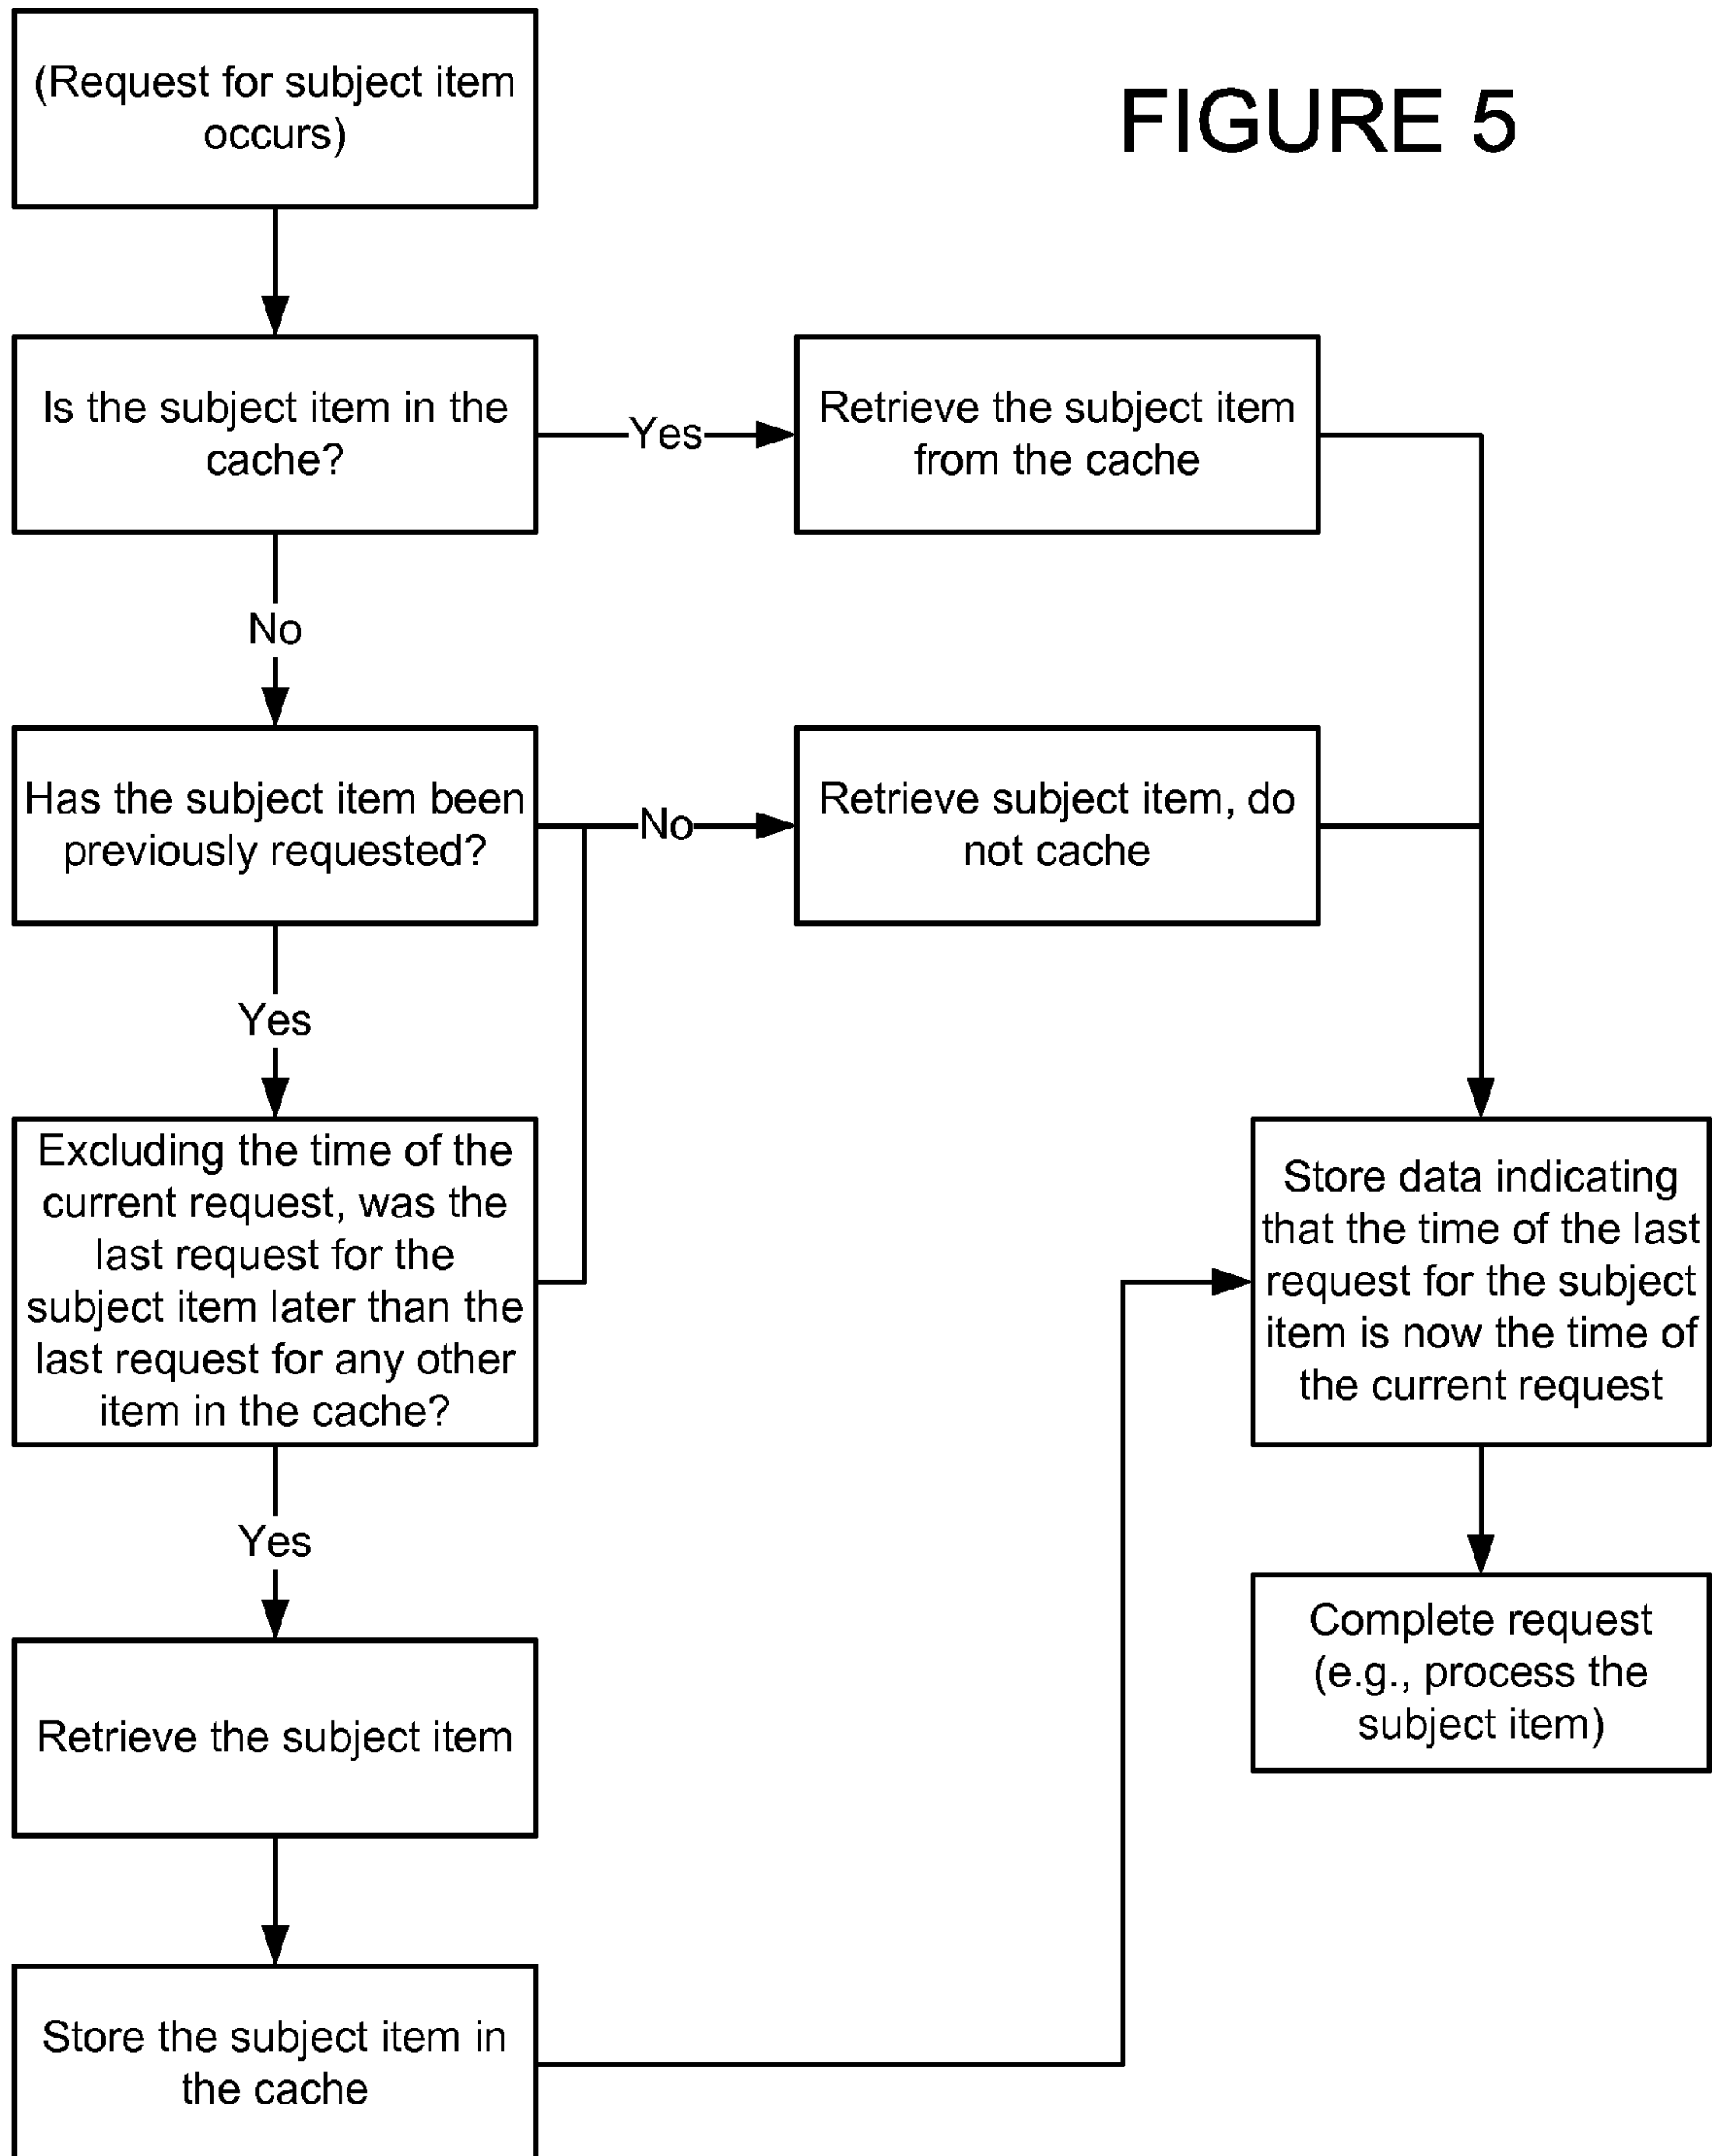 FIGURE 5
(Request for subject item
occurs)
Is the subject item in the
cache?
Yes
Retrieve the subject item
from the cache
No
Has the subject item been
previously requested?
No
Retrieve subject item, do
not cache
Yes
Excluding the time of the
current request, was the
last request for the
subject item later than the
last request for any other
item in the cache?
Store data indicating
that the time of the last
request for the subject
item is now the time of
the current request
Yes
Complete request
(e.g., process the
subject item)
Retrieve the subject item
Store the subject item in
the cache